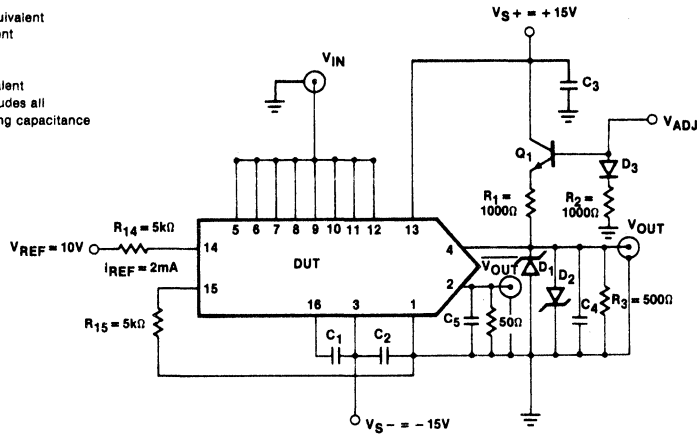 uivalent
ent
alent
udes all
ng capacitance
VS+ = +15V
VIN
C3
VADJ
Q1
D3
R1 =
1000Ω
R2 =
1000Ω
VOUT
5 6 7 8 9 10 11 12 13
R14 = 5kΩ
VREF = 10V
IREF = 2mA
14
DUT
4
VOUT
D1
D2
15
2
R15 = 5kΩ
16 3 1
C5
50Ω
C4
R3 = 500Ω
C1
C2
VS- = -15V